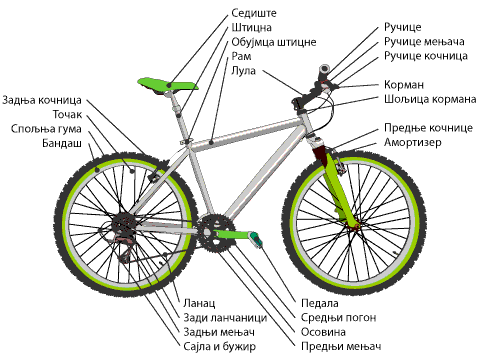 Седиште
Штицна
Обујмца штицне
Рам
Лула
Ручице
Ручице мењача
Ручице кочница
Корман
Шољица кормана
Предње кочнице
Амортизер
Задња кочница
Точак
Спољња гума
Бандаш
Ланац
Зади ланчаници
Задњи мењач
Сајла и бужир
Педала
Средњи погон
Осовина
Предњи мењач